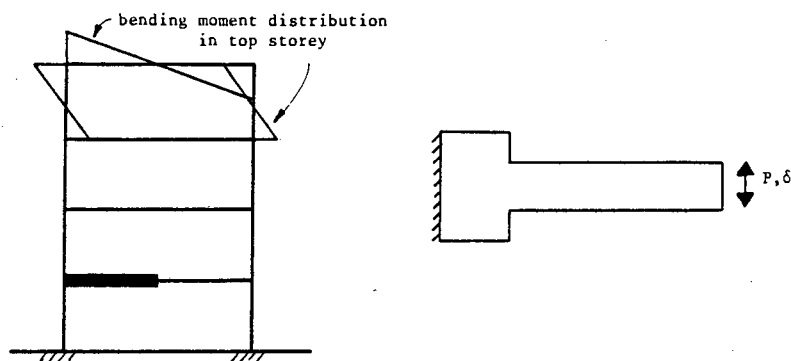 bending moment distribution
in top storey
P,δ